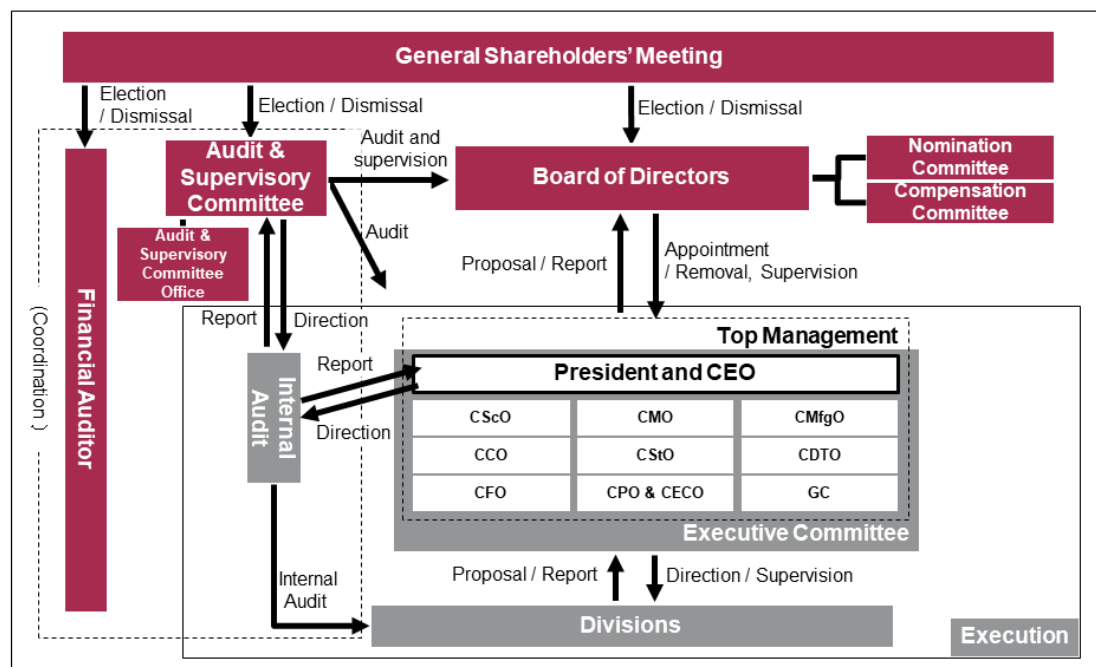 General Shareholders' Meeting
Election
/ Dismissal
Election / Dismissal
Election / Dismissal
Audit and
supervision
Audit &
Supervisory
Committee
Board of Directors
Nomination
Committee
Compensation
Committee
Audit &
Supervisory
Committee
Office
Audit
Proposal / Report
Appointment
/ Removal, Supervision
(Coordination )
Financial Auditor
Report
Direction
Top Management
President and CEO
Internal
Audit
Report
Direction
CScO
CMO
CMfgO
CCO
CStO
CDTO
CFO
CPO & CECO
GC
Executive Committee
Internal
Audit
Proposal / Report
Direction / Supervision
Divisions
Execution